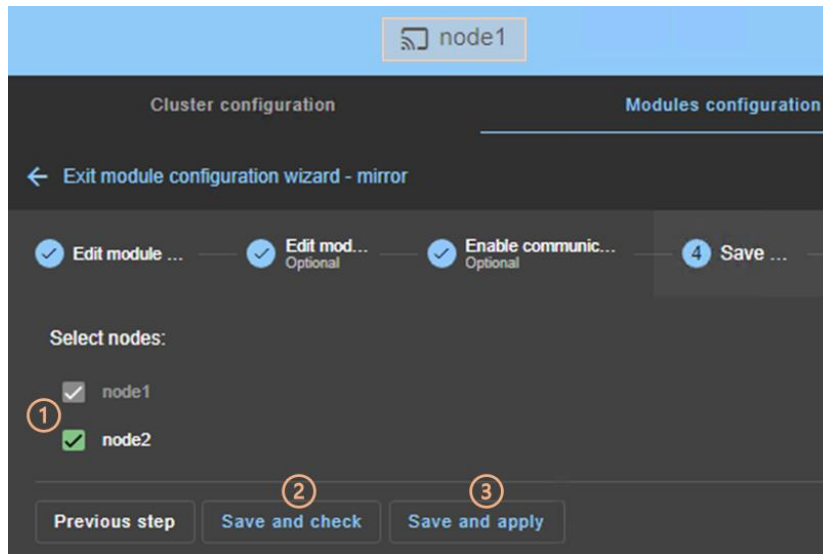 node1
Cluster configuration Modules configuration
← Exit module configuration wizard - mirror
Edit module ... Edit mod... Enable communic... 4 Save ...
Optional Optional
Select nodes:
node1
1
node2
2 3
Previous step Save and check Save and apply